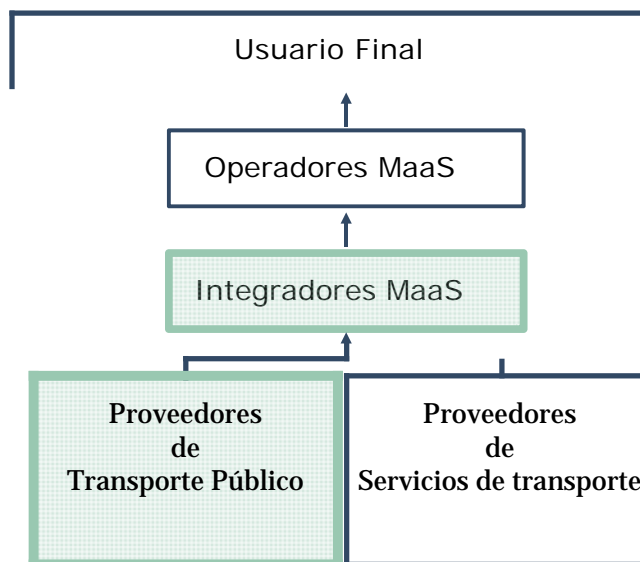 Usuario Final
Operadores MaaS
Integradores MaaS
Proveedores
de
Transporte Público
Proveedores
de
Servicios de transporte